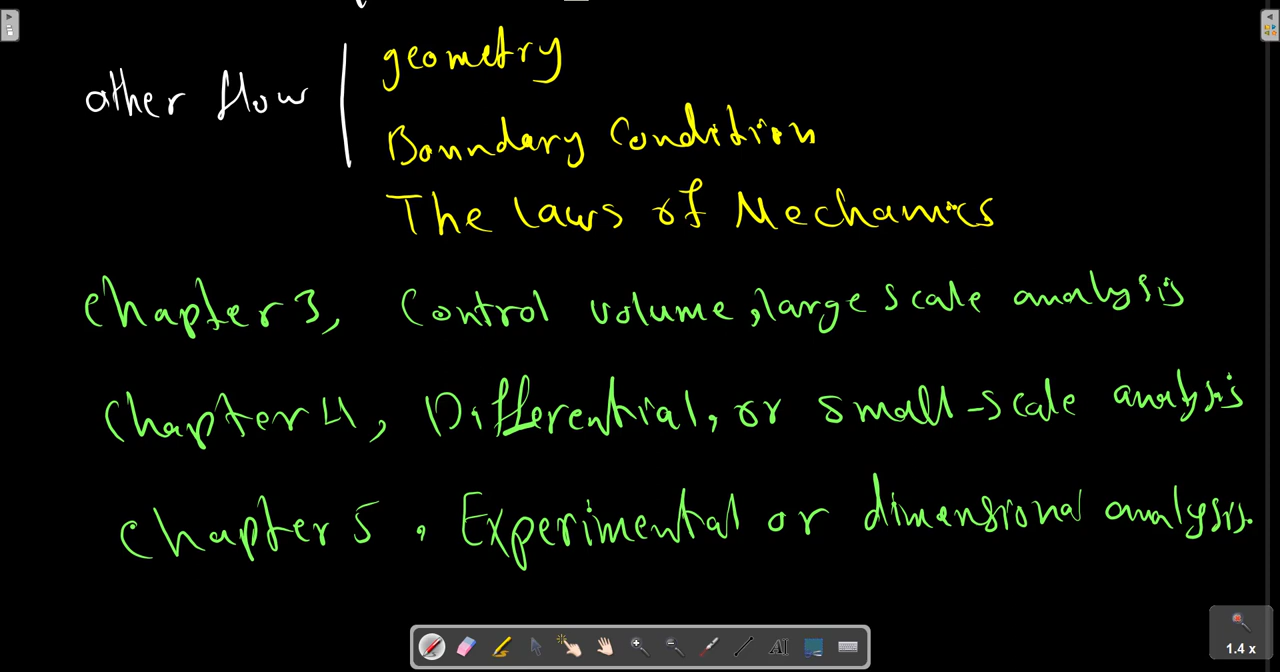 geometry
other flow
Boundary Condition
The laws of Mechanics
chapter 3, Control volume, large scale analysis
chapter 4, Differential, or small-scale analysis
chapter 5, Experimental or dimensional analysis.
AI
1.4 x